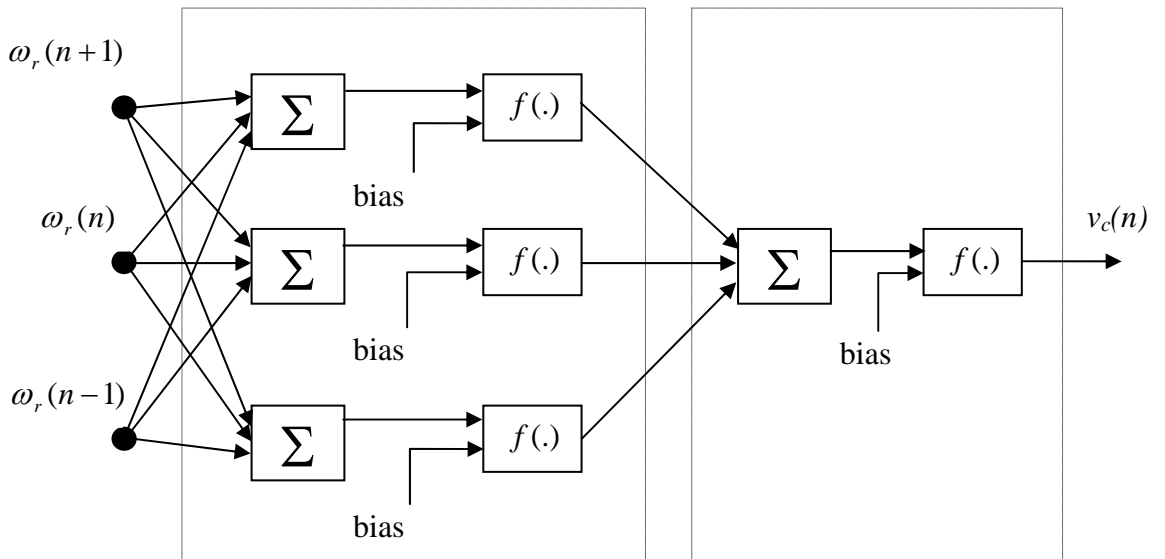 ω_r(n+1)
Σ
f(.)
bias
ω_r(n)
Σ
f(.)
bias
Σ
f(.)
bias
v_c(n)
ω_r(n−1)
Σ
f(.)
bias